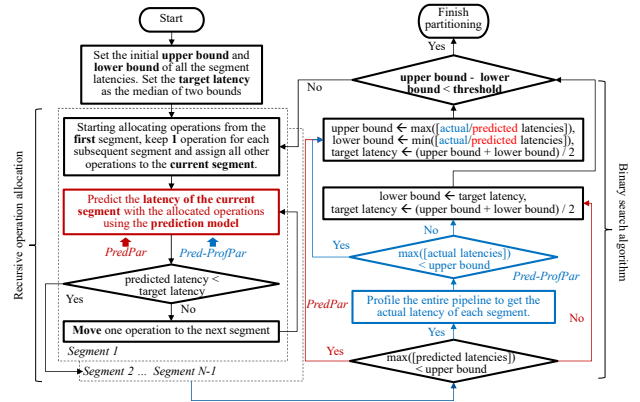 Start
Set the initial upper bound and
lower bound of all the segment
latencies. Set the target latency
as the median of two bounds
Recursive operation allocation
Starting allocating operations from the
first segment, keep 1 operation for each
subsequent segment and assign all other
operations to the current segment.
Predict the latency of the current
segment with the allocated operations
using the prediction model
PredPar
Pred-ProfPar
predicted latency <
target latency
Yes
No
Move one operation to the next segment
Segment 1
Segment 2 ... Segment N-1
Finish
partitioning
Yes
upper bound - lower
bound < threshold
No
upper bound ← max([actual/predicted latencies]),
lower bound ← min([actual/predicted latencies]),
target latency ← (upper bound + lower bound) / 2
lower bound ← target latency,
target latency ← (upper bound + lower bound) / 2
No
Yes
max([actual latencies])
< upper bound
Pred-ProfPar
PredPar
Profile the entire pipeline to get the
actual latency of each segment.
Yes
No
Yes
max([predicted latencies])
< upper bound
Binary search algorithm